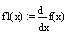 f1(x) := d/dx f(x)